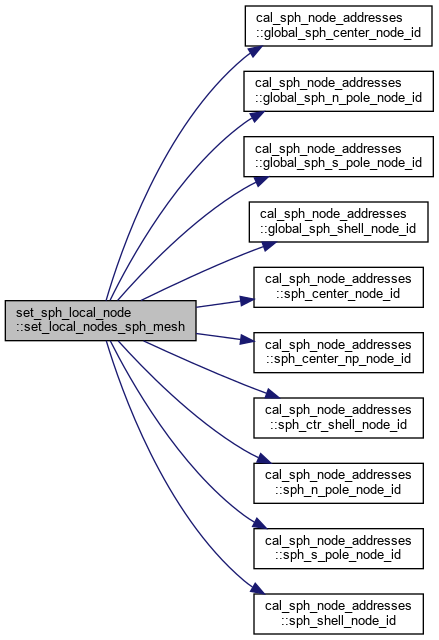 cal_sph_node_addresses
::global_sph_center_node_id
cal_sph_node_addresses
::global_sph_n_pole_node_id
cal_sph_node_addresses
::global_sph_s_pole_node_id
cal_sph_node_addresses
::global_sph_shell_node_id
set_sph_local_node
::set_local_nodes_sph_mesh
cal_sph_node_addresses
::sph_center_node_id
cal_sph_node_addresses
::sph_center_np_node_id
cal_sph_node_addresses
::sph_ctr_shell_node_id
cal_sph_node_addresses
::sph_n_pole_node_id
cal_sph_node_addresses
::sph_s_pole_node_id
cal_sph_node_addresses
::sph_shell_node_id